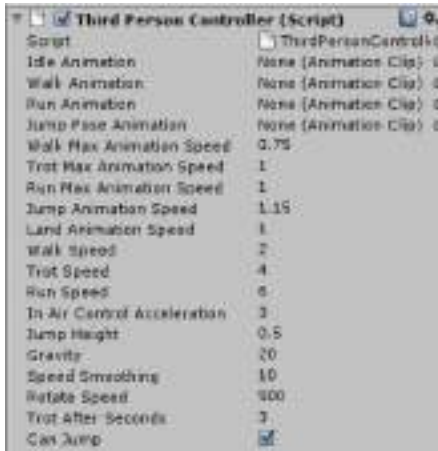 Third Person Controller (Script)
Script ThirdPersonControll
Idle Animation None (Animation Clip)
Walk Animation None (Animation Clip)
Run Animation None (Animation Clip)
Jump Pose Animation None (Animation Clip)
Walk Max Animation Speed 0.75
Trot Max Animation Speed 1
Run Max Animation Speed 1
Jump Animation Speed 1.15
Land Animation Speed 1
Walk Speed 2
Trot Speed 4
Run Speed 6
In Air Control Acceleration 3
Jump Height 0.5
Gravity 20
Speed Smoothing 10
Rotate Speed 500
Trot After Seconds 3
Can Jump